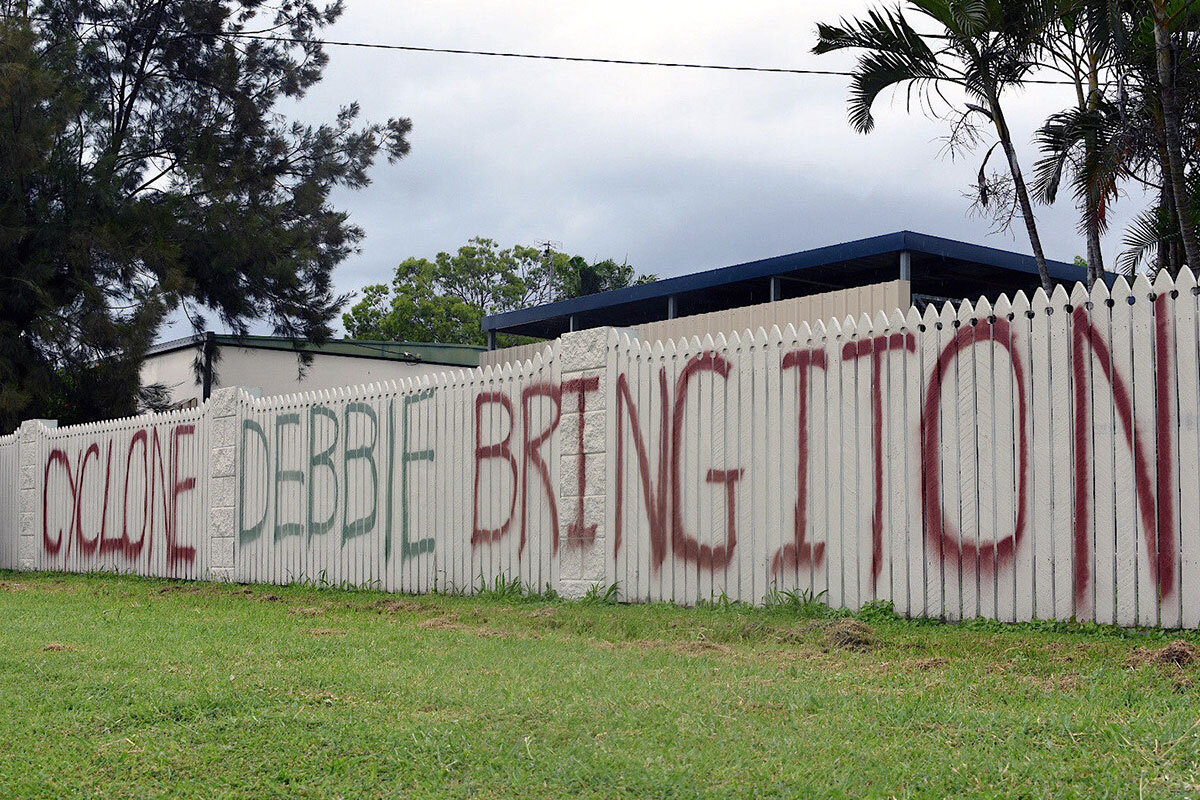 CYCLONE DEBBIE BRING IT ON